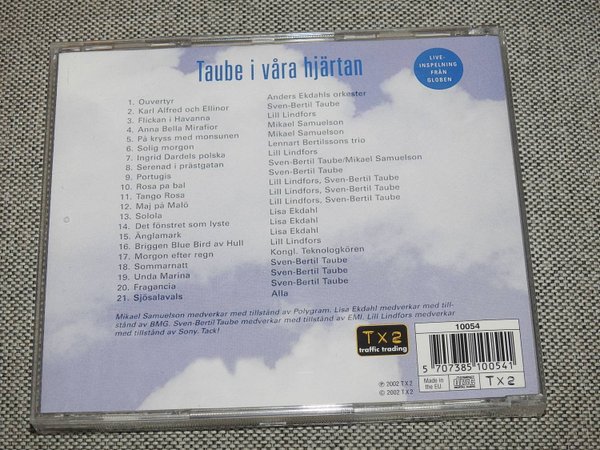 Taube i våra hjärtan
LIVE-
INSPELNING
FRÅN
GLOBEN
1. Ouvertyr Anders Ekdahls orkester
2. Karl Alfred och Ellinor Sven-Bertil Taube
3. Flickan i Havanna Lill Lindfors
4. Anna Bella Mirafior Mikael Samuelson
5. På kryss med monsunen Mikael Samuelson
6. Solig morgon Lennart Bertilssons trio
7. Ingrid Dardels polska Lill Lindfors
8. Serenad i prästgatan Sven-Bertil Taube/Mikael Samuelson
9. Portugis Sven-Bertil Taube
10. Rosa pa bal Lill Lindfors, Sven-Bertil Taube
11. Tango Rosa Lill Lindfors, Sven-Bertil Taube
12. Maj på Malö Lill Lindfors, Sven-Bertil Taube
13. Solola Lisa Ekdahl
14. Det fönstret som lyste Lisa Ekdahl
15. Änglamark Lisa Ekdahl
16. Briggen Blue Bird av Hull Lill Lindfors
17. Morgon efter regn Kongl. Teknologkören
18. Sommarnatt Sven-Bertil Taube
19. Unda Marina Sven-Bertil Taube
20. Fragancia Sven-Bertil Taube
21. Sjösalavals Alla
Mikael Samuelson medverkar med tillstånd av Polygram. Lisa Ekdahl medverkar med till-
stånd av BMG. Sven-Bertil Taube medverkar med tillstånd av EMI. Lill Lindfors medverkar
med tillstånd av Sony. Tack!
T x 2
traffic trading
℗ 2002 T X 2
© 2002 T X 2
10054
5 707385 100541
Made in
the EU.
T x 2